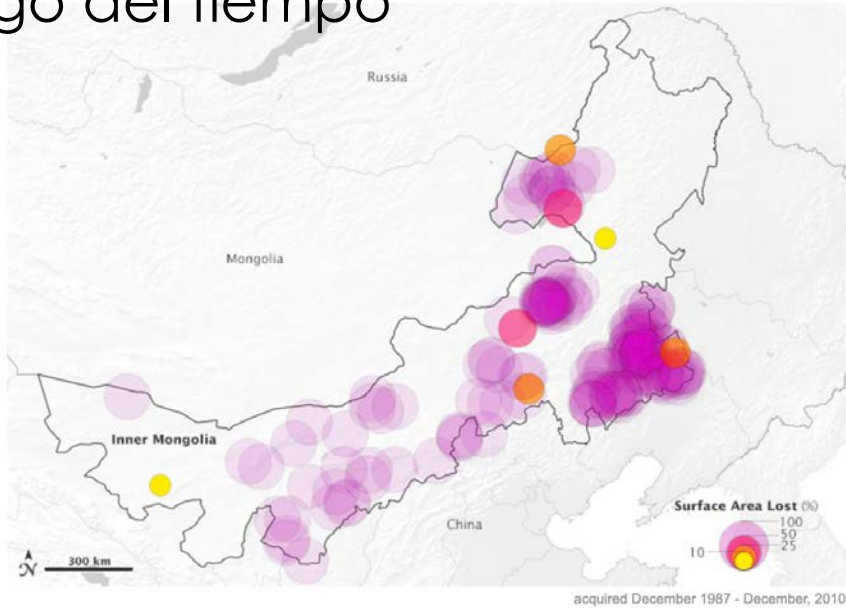 go del tiempo
Russia
Mongolia
Inner Mongolia
China
Surface Area Lost (%)
100
50
25
10
N
300 km
acquired December 1987 - December, 2010